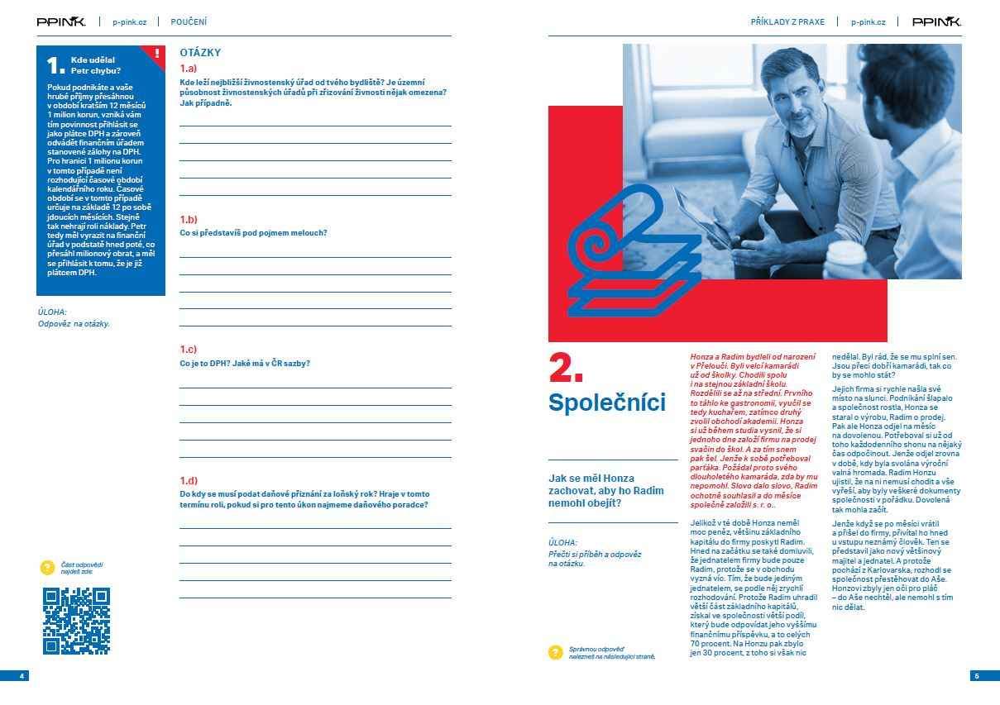 PPINK.
p-pink.cz
POUČENÍ
1.
Kde udělal
Petr chybu?
!
Pokud podnikáte a vaše
hrubé příjmy přesáhnou
v období kratším 12 měsíců
1 milion korun, vzniká vám
tím povinnost přihlásit se
jako plátce DPH a zároveň
odvádět finančním úřadem
stanovené zálohy na DPH.
Pro hranici 1 milionu korun
v tomto případě není
rozhodující časové období
kalendářního roku. Časové
období se v tomto případě
určuje na základě 12 po sobě
jdoucích měsících. Stejně
tak nehrají roli náklady. Petr
tedy měl vyrazit na finanční
úřad v podstatě hned poté, co
přesáhl milionový obrat, a měl
se přihlásit k tomu, že je již
plátcem DPH.
ÚLOHA:
Odpověz na otázky.
?
Část odpovědí
najdeš zde:
4
OTÁZKY
1.a)
Kde leží nejbližší živnostenský úřad od tvého bydliště? Je územní
působnost živnostenských úřadů při zřizování živnosti nějak omezena?
Jak případně.
1.b)
Co si představíš pod pojmem melouch?
1.c)
Co je to DPH? Jaké má v ČR sazby?
1.d)
Do kdy se musí podat daňové přiznání za loňský rok? Hraje v tomto
termínu roli, pokud si pro tento úkon najmeme daňového poradce?
PŘÍKLADY Z PRAXE
p-pink.cz
PPINK.
2.
Společníci
Jak se měl Honza
zachovat, aby ho Radim
nemohl obejít?
ÚLOHA:
Přečti si příběh a odpověz
na otázku.
?
Správnou odpověď
nalezneš na následující straně.
Honza a Radim bydleli od narození
v Přelouči. Byli velcí kamarádi
už od školky. Chodili spolu
i na stejnou základní školu.
Rozdělili se až na střední. Prvního
to táhlo ke gastronomii, vyučil se
tedy kuchařem, zatímco druhý
zvolil obchodí akademii. Honza
si už během studia vysnil, že si
jednoho dne založí firmu na prodej
svačin do škol. A za tím snem
pak šel. Jenže k sobě potřeboval
parťáka. Požádal proto svého
dlouholetého kamaráda, zda by mu
nepomohl. Slovo dalo slovo, Radim
ochotně souhlasil a do měsíce
společně založili s. r. o..
Jelikož v té době Honza neměl
moc peněz, většinu základního
kapitálu do firmy poskytl Radim.
Hned na začátku se také domluvili,
že jednatelem firmy bude pouze
Radim, protože se v obchodu
vyzná víc. Tím, že bude jediným
jednatelem, se podle něj zrychlí
rozhodování. Protože Radim uhradil
větší část základního kapitálů,
získal ve společnosti větší podíl,
který bude odpovídat jeho vyššímu
finančnímu příspěvku, a to celých
70 procent. Na Honzu pak zbylo
jen 30 procent, z toho si však nic
nedělal. Byl rád, že se mu splní sen.
Jsou přeci dobří kamarádi, tak co
by se mohlo stát?
Jejich firma si rychle našla své
místo na slunci. Podnikání šlapalo
a společnost rostla, Honza se
staral o výrobu, Radim o prodej.
Pak ale Honza odjel na měsíc
na dovolenou. Potřeboval si už od
toho každodenního shonu na nějaký
čas odpočinout. Jenže odjel zrovna
v době, kdy byla svolána výroční
valná hromada. Radim Honzu
ujistil, že na ni nemusí chodit a vše
vyřeší, aby byly veškeré dokumenty
společnosti v pořádku. Dovolená
tak mohla začít.
Jenže když se po měsíci vrátil
a přišel do firmy, přivítal ho hned
u vstupu neznámý člověk. Ten se
představil jako nový většinový
majitel a jednatel. A protože
pochází z Karlovarska, rozhodl se
společnost přestěhovat do Aše.
Honzovi zbyly jen oči pro pláč
– do Aše nechtěl, ale nemohl s tím
nic dělat.
5